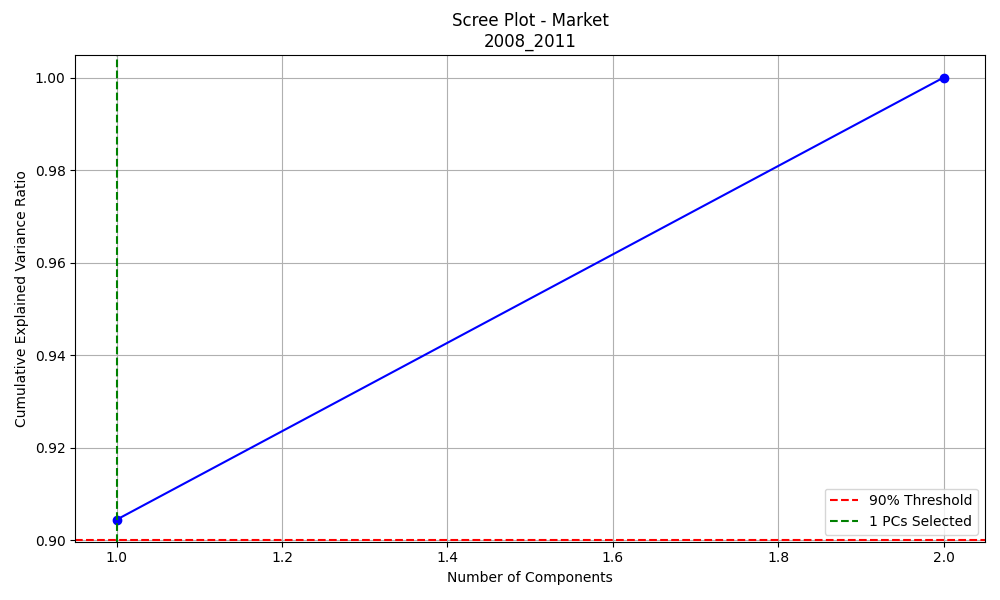 Scree Plot - Market
2008_2011
Cumulative Explained Variance Ratio
1.00
0.98
0.96
0.94
0.92
0.90
90% Threshold
1 PCs Selected
1.0
1.2
1.4
1.6
1.8
2.0
Number of Components